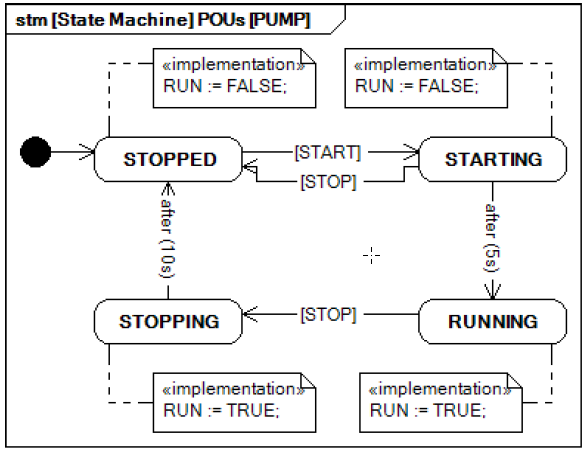 stm [State Machine] POUs [PUMP]
«implementation»
RUN := FALSE;
«implementation»
RUN := FALSE;
STOPPED
[START]
STARTING
[STOP]
after (10s)
after (5s)
STOPPING
[STOP]
RUNNING
«implementation»
RUN := TRUE;
«implementation»
RUN := TRUE;